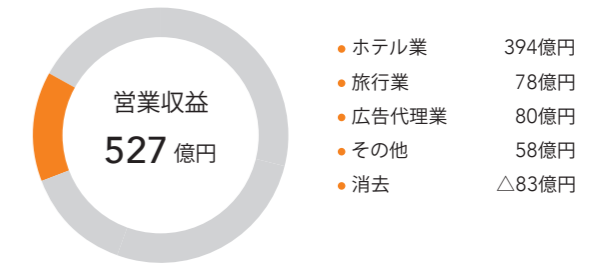 営業収益
527 億円
ホテル業 394億円
旅行業 78億円
広告代理業 80億円
その他 58億円
消去 △83億円